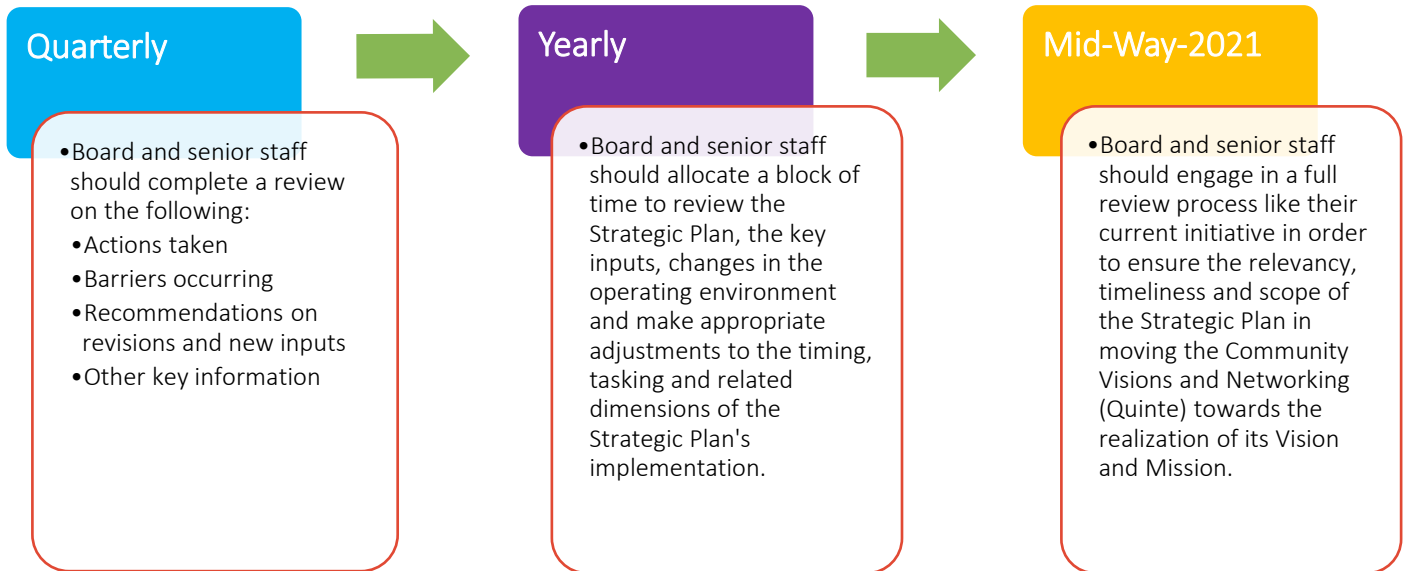 Quarterly
•Board and senior staff
should complete a review
on the following:
•Actions taken
•Barriers occurring
•Recommendations on
revisions and new inputs
•Other key information
Yearly
•Board and senior staff
should allocate a block of
time to review the
Strategic Plan, the key
inputs, changes in the
operating environment
and make appropriate
adjustments to the timing,
tasking and related
dimensions of the
Strategic Plan's
implementation.
Mid-Way-2021
•Board and senior staff
should engage in a full
review process like their
current initiative in order
to ensure the relevancy,
timeliness and scope of
the Strategic Plan in
moving the Community
Visions and Networking
(Quinte) towards the
realization of its Vision
and Mission.